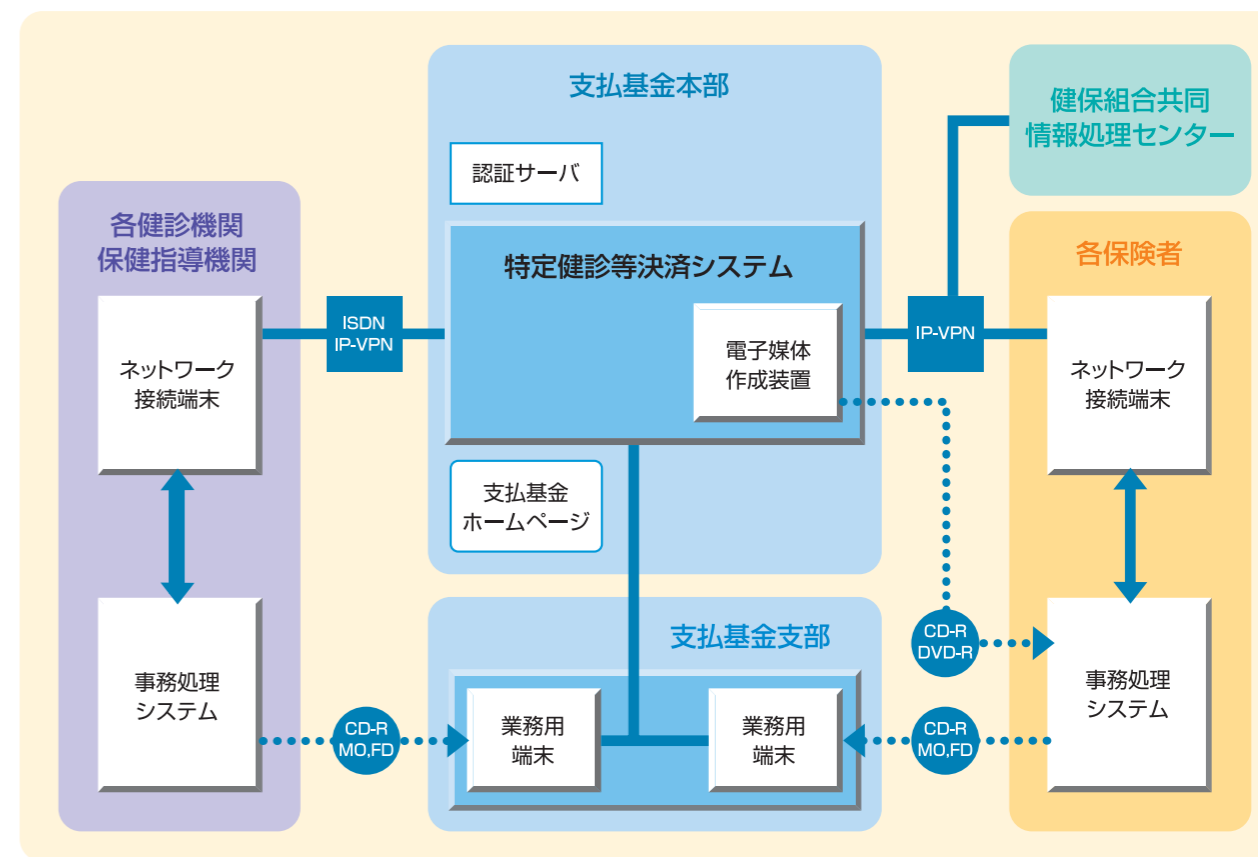 支払基金本部
認証サーバ
特定健診等決済システム
電子媒体
作成装置
支払基金
ホームページ
各健診機関
保健指導機関
ネットワーク
接続端末
事務処理
システム
ISDN
IP-VPN
CD-R
MO,FD
支払基金支部
業務用
端末
業務用
端末
健保組合共同
情報処理センター
IP-VPN
各保険者
ネットワーク
接続端末
CD-R
DVD-R
事務処理
システム
CD-R
MO,FD